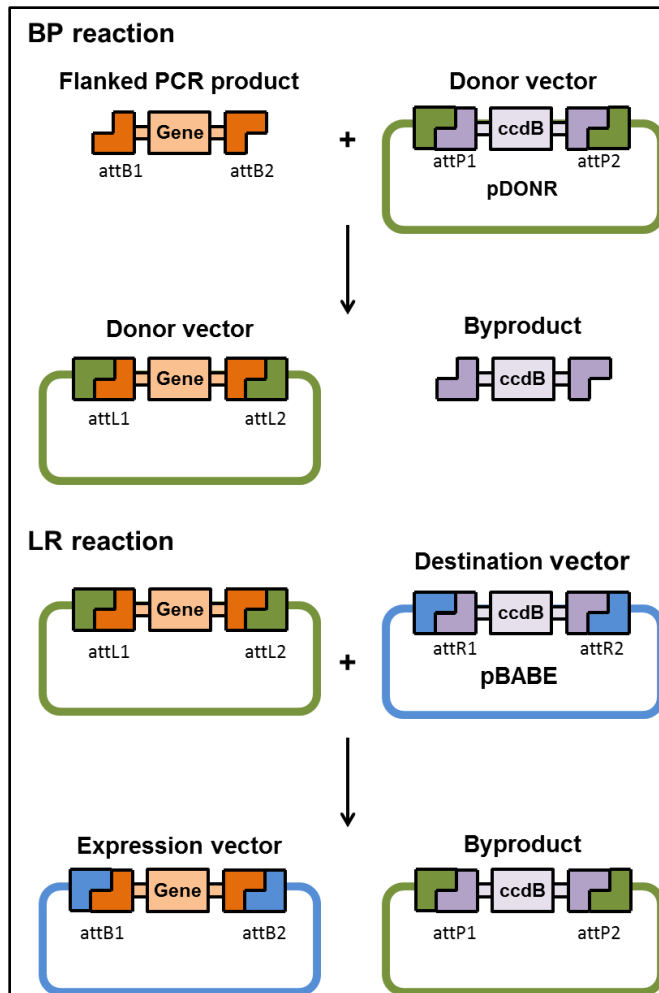 BP reaction
Flanked PCR product
Donor vector
Gene
+
ccdB
attB1
attB2
attP1
attP2
pDONR
Donor vector
Byproduct
Gene
ccdB
attL1
attL2
LR reaction
Destination vector
Gene
ccdB
attL1
attL2
+
attR1
attR2
pBABE
Expression vector
Byproduct
Gene
ccdB
attB1
attB2
attP1
attP2